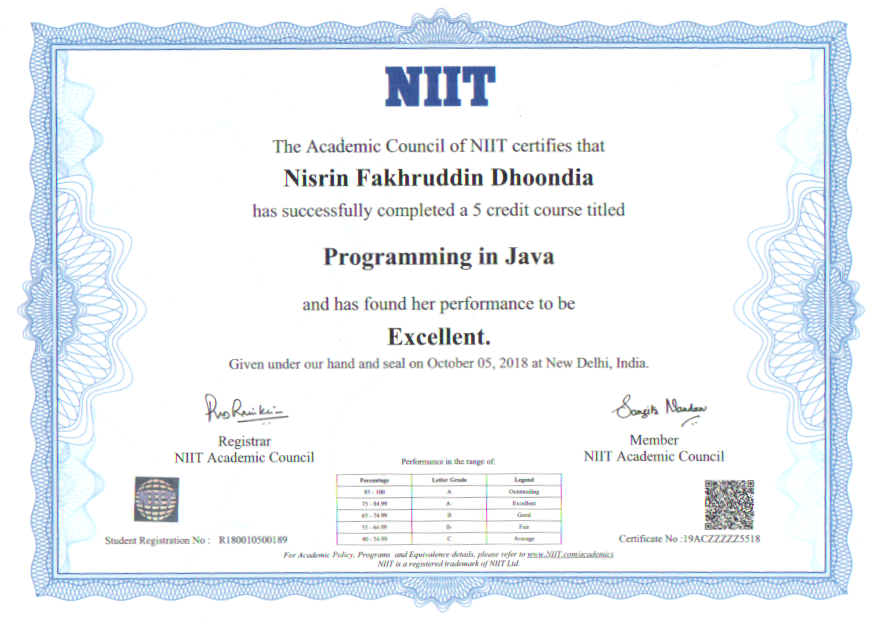 NIIT
The Academic Council of NIIT certifies that
Nisrin Fakhruddin Dhoondia
has successfully completed a 5 credit course titled
Programming in Java
and has found her performance to be
Excellent.
Given under our hand and seal on October 05, 2018 at New Delhi, India.
Sangita Nandan
Registrar
NIIT Academic Council
Member
NIIT Academic Council
Performance in the range of:
Percentage Letter Grade Legend
85 - 100 A Outstanding
75 - 84.99 A- Excellent
65 - 74.99 B Good
55 - 64.99 B- Fair
40 - 54.99 C Average
NIIT
Student Registration No : R180010500189
Certificate No :19ACZZZZZ5518
For Academic Policy, Programs and Equivalence details, please refer to www.NIIT.com/academics
NIIT is a registered trademark of NIIT Ltd.